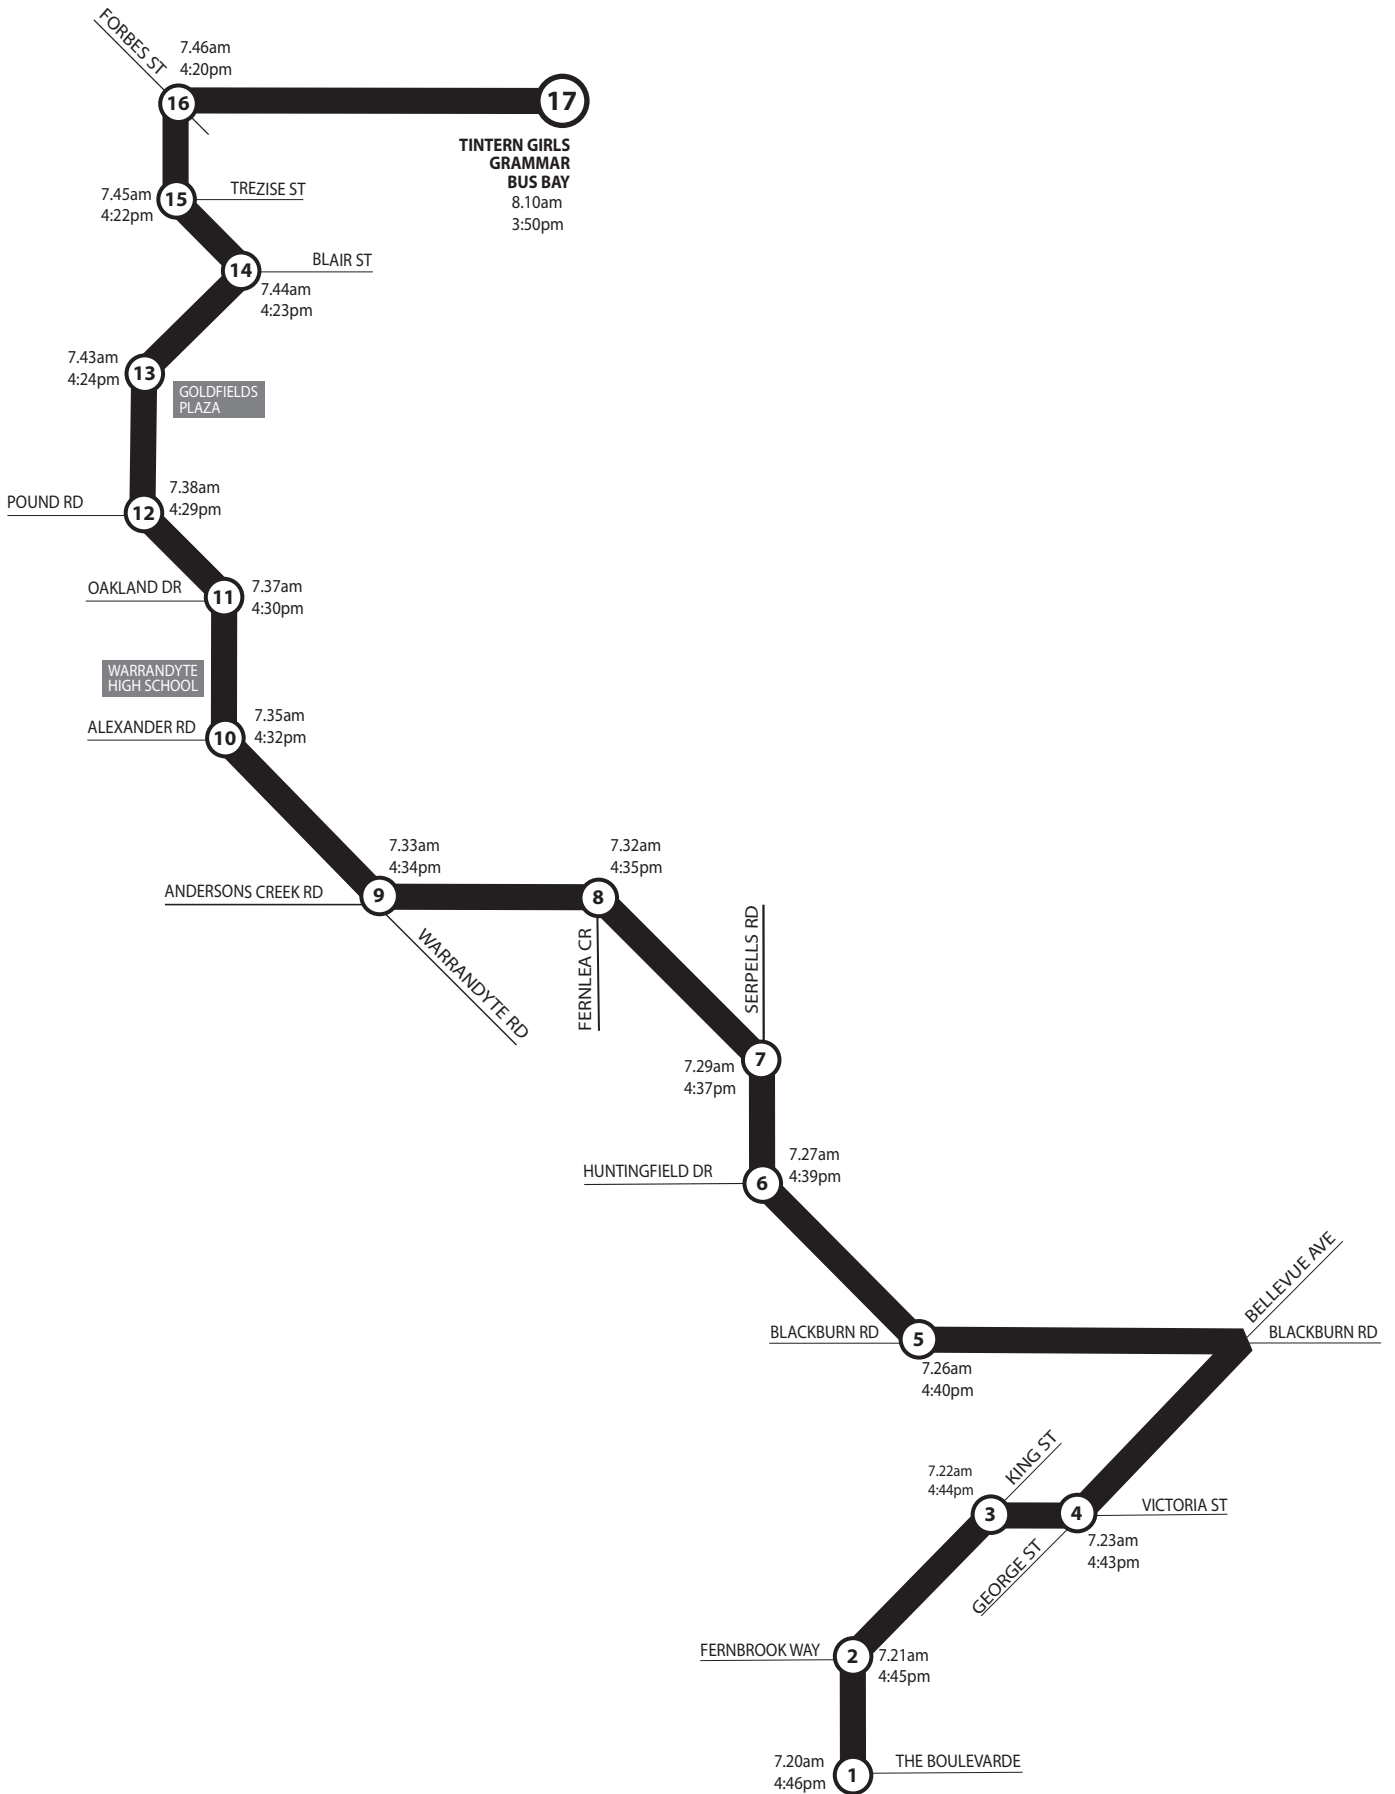 FORBES ST
7.46am
4:20pm
16
17
TINTERN GIRLS
GRAMMAR
BUS BAY
8.10am
3:50pm
7.45am
4:22pm
15
TREZISE ST
14
BLAIR ST
7.44am
4:23pm
7.43am
4:24pm
13
GOLDFIELDS
PLAZA
POUND RD
12
7.38am
4:29pm
OAKLAND DR
11
7.37am
4:30pm
WARRANDYTE
HIGH SCHOOL
ALEXANDER RD
10
7.35am
4:32pm
7.33am
4:34pm
ANDERSONS CREEK RD
9
WARRANDYTE RD
7.32am
4:35pm
8
FERNLEA CR
SERPELLS RD
7
7.29am
4:37pm
HUNTINGFIELD DR
6
7.27am
4:39pm
BELLEVUE AVE
BLACKBURN RD
5
BLACKBURN RD
7.26am
4:40pm
KING ST
7.22am
4:44pm
3
4
VICTORIA ST
GEORGE ST
7.23am
4:43pm
FERNBROOK WAY
2
7.21am
4:45pm
7.20am
4:46pm
1
THE BOULEVARDE